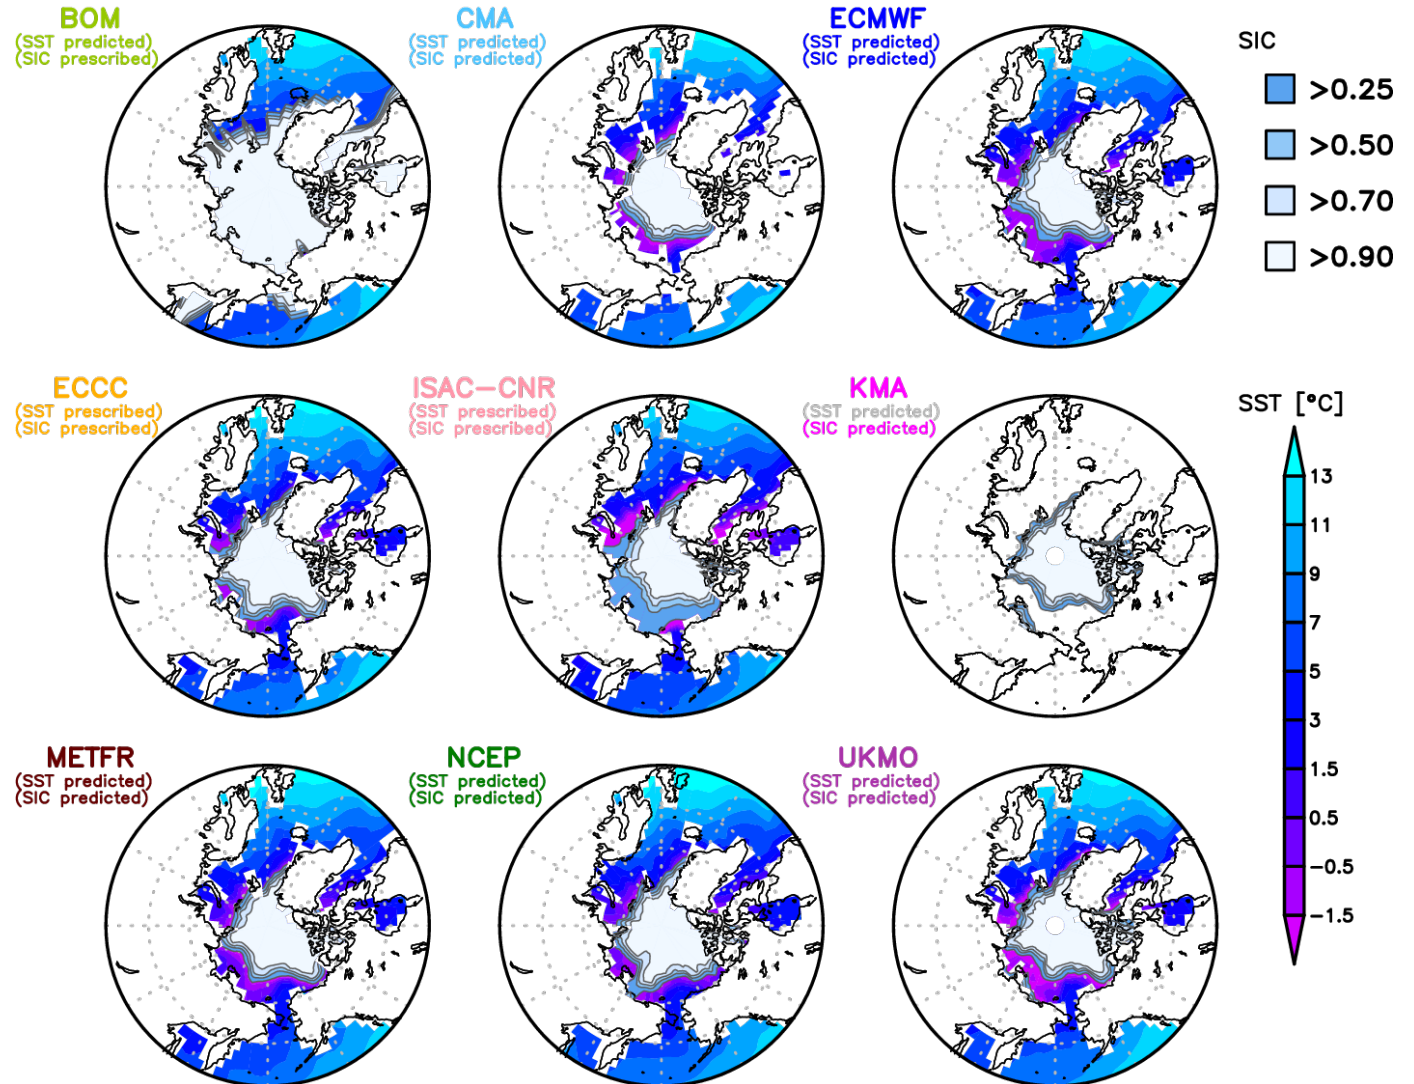 BOM
(SST predicted)
(SIC prescribed)
CMA
(SST predicted)
(SIC predicted)
ECMWF
(SST predicted)
(SIC predicted)
SIC
>0.25
>0.50
>0.70
>0.90
ECCC
(SST prescribed)
(SIC prescribed)
ISAC-CNR
(SST prescribed)
(SIC prescribed)
KMA
(SST predicted)
(SIC predicted)
SST [°C]
13
11
9
7
5
3
1.5
0.5
-0.5
-1.5
METFR
(SST predicted)
(SIC predicted)
NCEP
(SST predicted)
(SIC predicted)
UKMO
(SST predicted)
(SIC predicted)